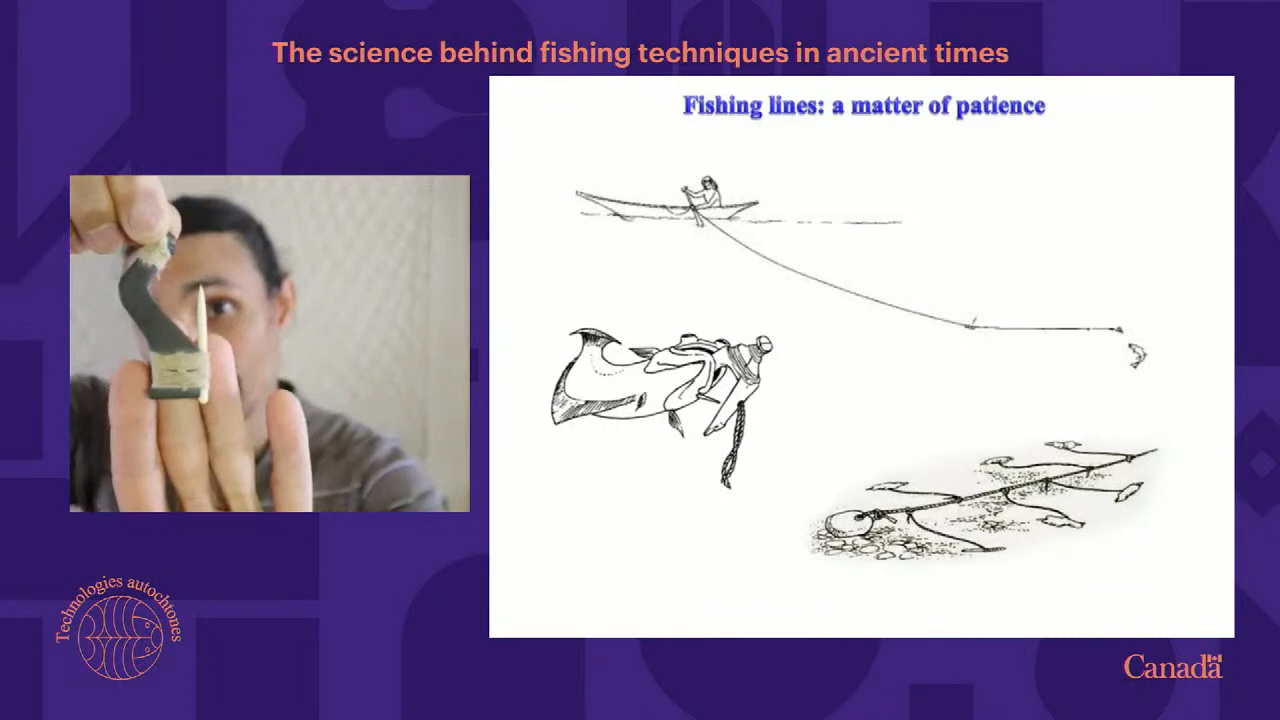 The science behind fishing techniques in ancient times
Fishing lines: a matter of patience
Technologies autochtones
Canada